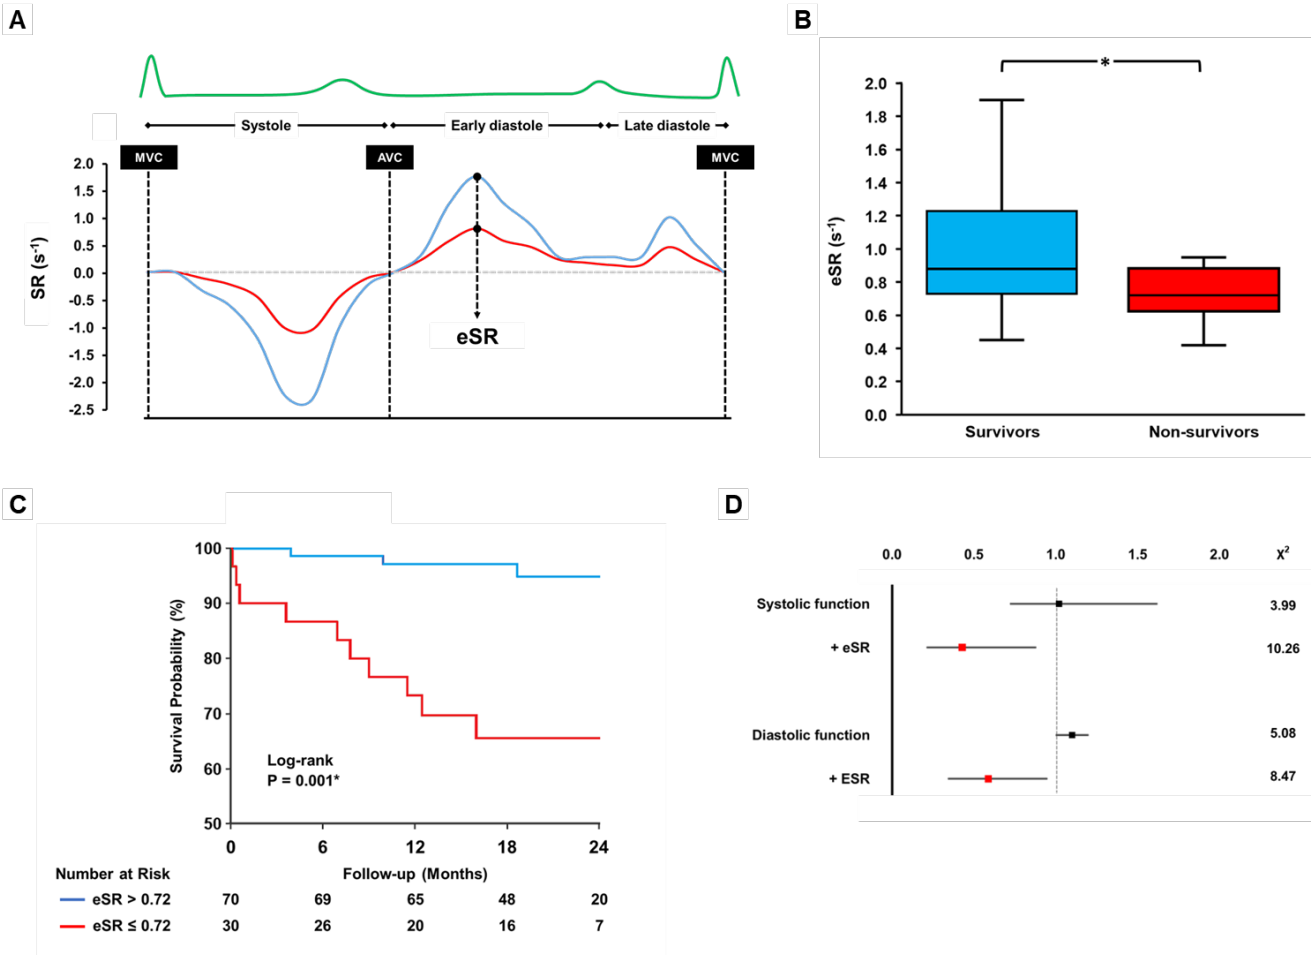 A
Systole
Early diastole
Late diastole
MVC
AVC
MVC
2.0
1.5
1.0
0.5
0.0
-0.5
-1.0
-1.5
-2.0
-2.5
SR (s-1)
eSR
B
*
2.0
1.8
1.6
1.4
1.2
1.0
0.8
0.6
0.4
0.2
0.0
eSR (s-1)
Survivors
Non-survivors
C
100
90
80
70
60
50
Survival Probability (%)
Log-rank
P = 0.001*
0 6 12 18 24
Number at Risk
Follow-up (Months)
eSR > 0.72 70 69 65 48 20
eSR ≤ 0.72 30 26 20 16 7
D
0.0 0.5 1.0 1.5 2.0 X2
Systolic function 3.99
+ eSR 10.26
Diastolic function 5.08
+ ESR 8.47